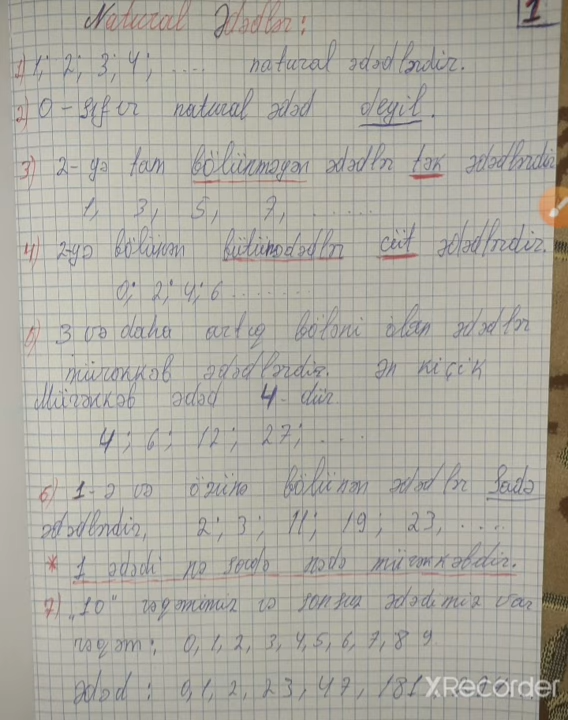 Natural Ədədlər:
1
1) 1; 2; 3; 4; .... natural ədədlərdir.
2) 0 - sıfır natural ədəd deyil.
3) 2-yə tam bölünməyən ədədlər tək ədədlərdir
1, 3, 5, 7, ......
4) 2-yə bölünən bütün ədədlər cüt ədədlərdir.
0; 2; 4; 6 ........
5) 3 və daha artıq böləni olan ədədlər
mürəkkəb ədədlərdir. Ən kiçik
Mürəkkəb ədəd 4-dür
4; 6; 12; 27; ....
6) 1-ə və özünə bölünən ədədlər Sadə
ədədlərdir, 2; 3; 11; 19; 23, ....
* 1 ədədi nə sadə nədə mürəkkəbdir.
7) "10" rəqəmimiz və sonsuz ədədimiz var
rəqəm: 0, 1, 2, 3, 4, 5, 6, 7, 8 9.
Ədəd: 0, 1, 2, 23, 47, 181
XRecorder